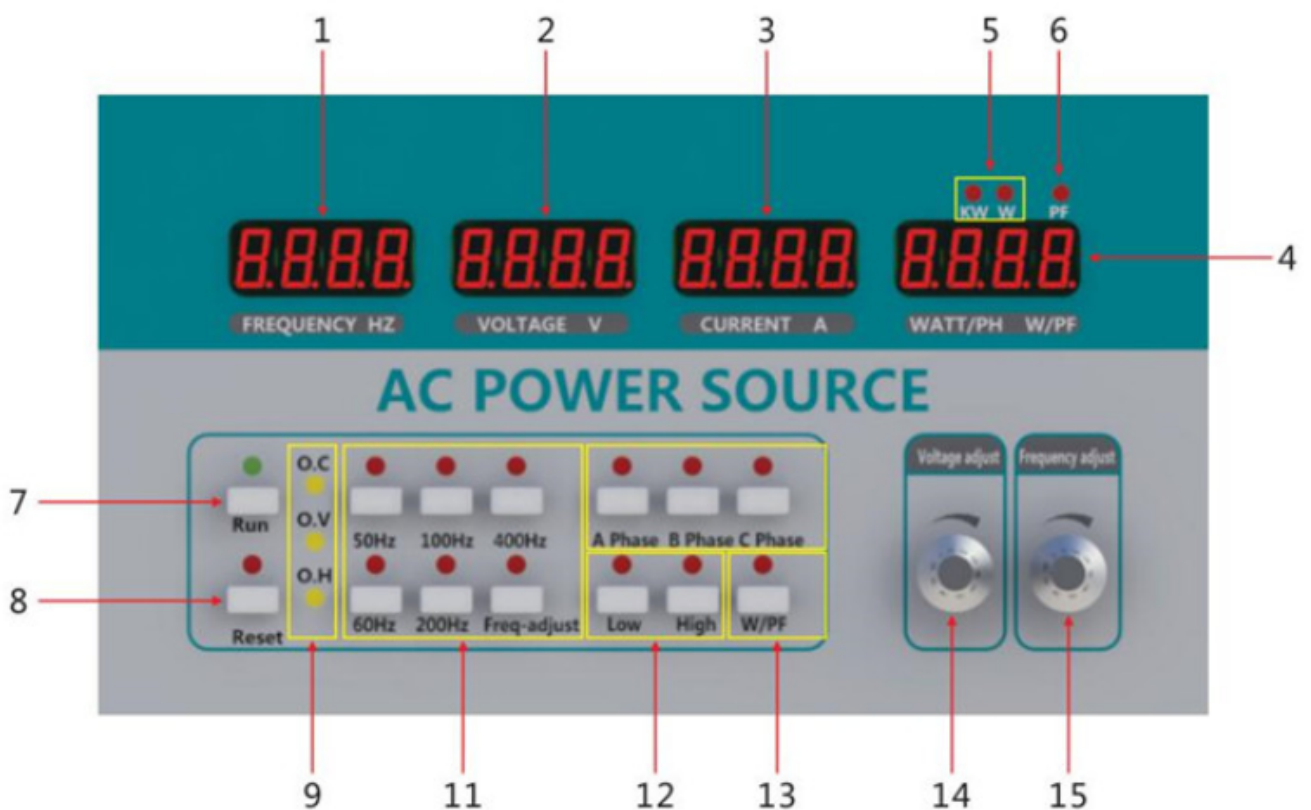 1 2 3 5 6
KW W PF
8.8.8.8. 8.8.8.8. 8.8.8.8. 8.8.8.8. 4
FREQUENCY HZ VOLTAGE V CURRENT A WATT/PH W/PF
AC POWER SOURCE
Voltage adjust Frequency adjust
O.C
7
Run O.V 50Hz 100Hz 400Hz A Phase B Phase C Phase
O.H
8
Reset 60Hz 200Hz Freq-adjust Low High W/PF
9 11 12 13 14 15